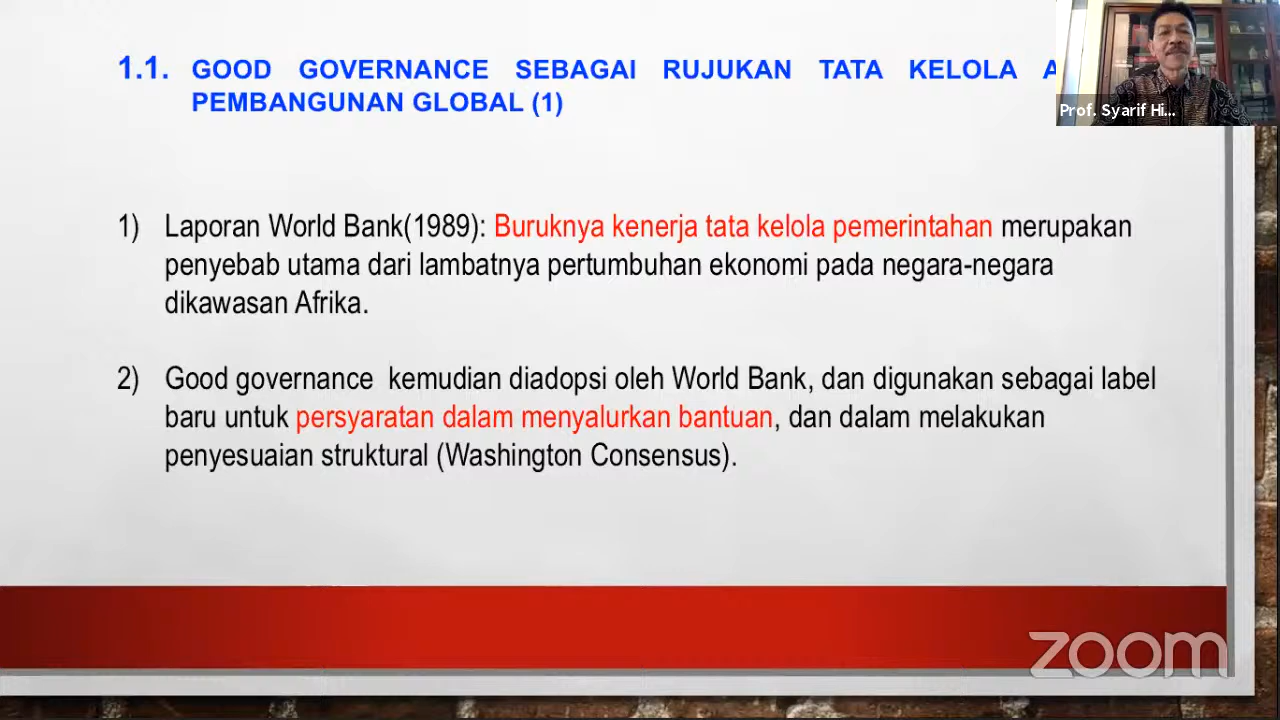 1.1. GOOD GOVERNANCE SEBAGAI RUJUKAN TATA KELOLA
PEMBANGUNAN GLOBAL (1)
Prof. Syarif Hi...
1) Laporan World Bank(1989): Buruknya kenerja tata kelola pemerintahan merupakan
penyebab utama dari lambatnya pertumbuhan ekonomi pada negara-negara
dikawasan Afrika.
2) Good governance kemudian diadopsi oleh World Bank, dan digunakan sebagai label
baru untuk persyaratan dalam menyalurkan bantuan, dan dalam melakukan
penyesuaian struktural (Washington Consensus).
zoom